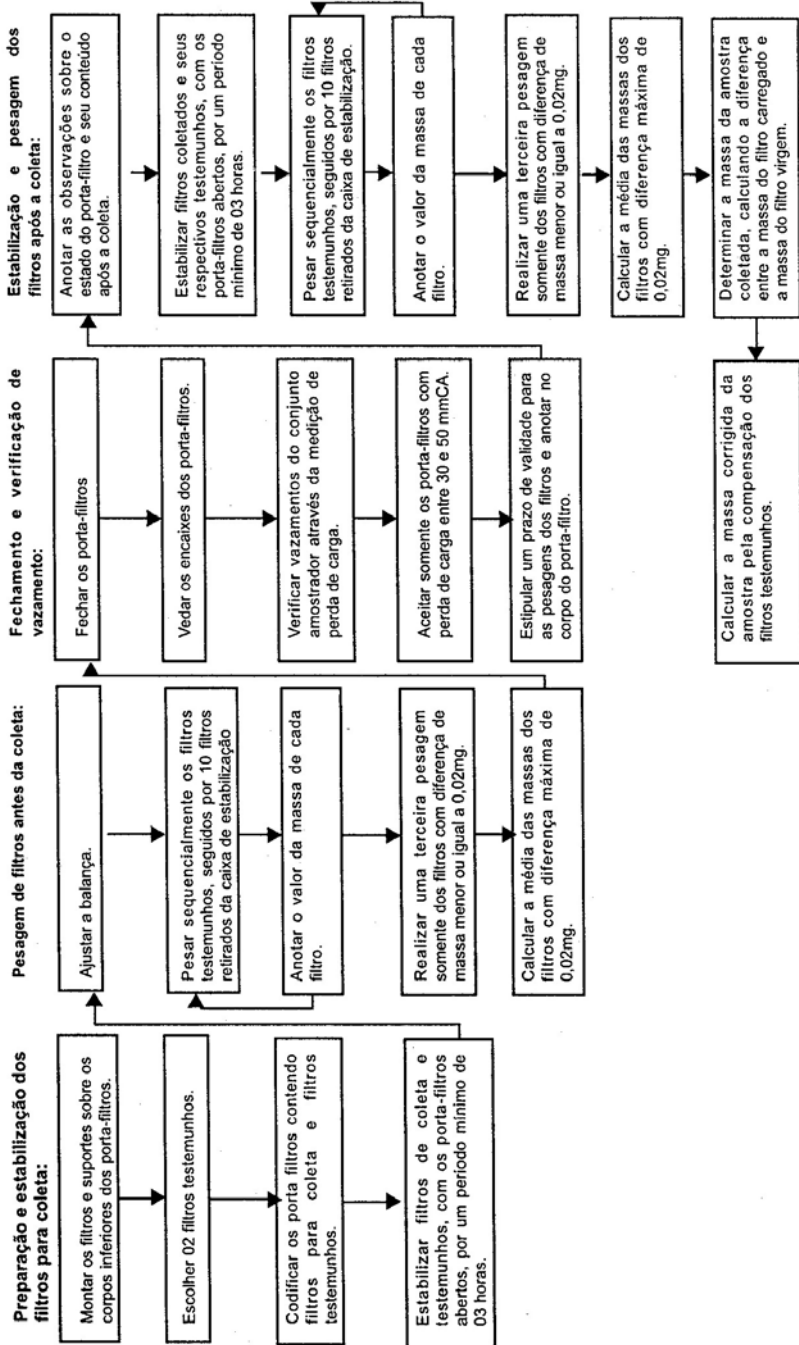 Preparação e estabilização dos
filtros para coleta:
Montar os filtros e suportes sobre os
corpos inferiores dos porta-filtros.
Escolher 02 filtros testemunhos.
Codificar os porta filtros contendo
filtros para coleta e filtros
testemunhos.
Estabilizar filtros de coleta e
testemunhos, com os porta-filtros
abertos, por um período mínimo de
03 horas.
Pesagem de filtros antes da coleta:
Ajustar a balança.
Pesar sequencialmente os filtros
testemunhos, seguidos por 10 filtros
retirados da caixa de estabilização
Anotar o valor da massa de cada
filtro.
Realizar uma terceira pesagem
somente dos filtros com diferença de
massa menor ou igual a 0,02mg.
Calcular a média das massas dos
filtros com diferença máxima de
0,02mg.
Fechamento e verificação de
vazamento:
Fechar os porta-filtros
Vedar os encaixes dos porta-filtros.
Verificar vazamentos do conjunto
amostrador através da medição de
perda de carga.
Aceitar somente os porta-filtros com
perda de carga entre 30 e 50 mmCA.
Estipular um prazo de validade para
as pesagens dos filtros e anotar no
corpo do porta-filtro.
Estabilização e pesagem dos
filtros após a coleta:
Anotar as observações sobre o
estado do porta-filtro e seu conteúdo
após a coleta.
Estabilizar filtros coletados e seus
respectivos testemunhos, com os
porta-filtros abertos, por um período
mínimo de 03 horas.
Pesar sequencialmente os filtros
testemunhos, seguidos por 10 filtros
retirados da caixa de estabilização.
Anotar o valor da massa de cada
filtro.
Realizar uma terceira pesagem
somente dos filtros com diferença de
massa menor ou igual a 0,02mg.
Calcular a média das massas dos
filtros com diferença máxima de
0,02mg.
Determinar a massa da amostra
coletada, calculando a diferença
entre a massa do filtro carregado e
a massa do filtro virgem.
Calcular a massa corrigida da
amostra pela compensação dos
filtros testemunhos.